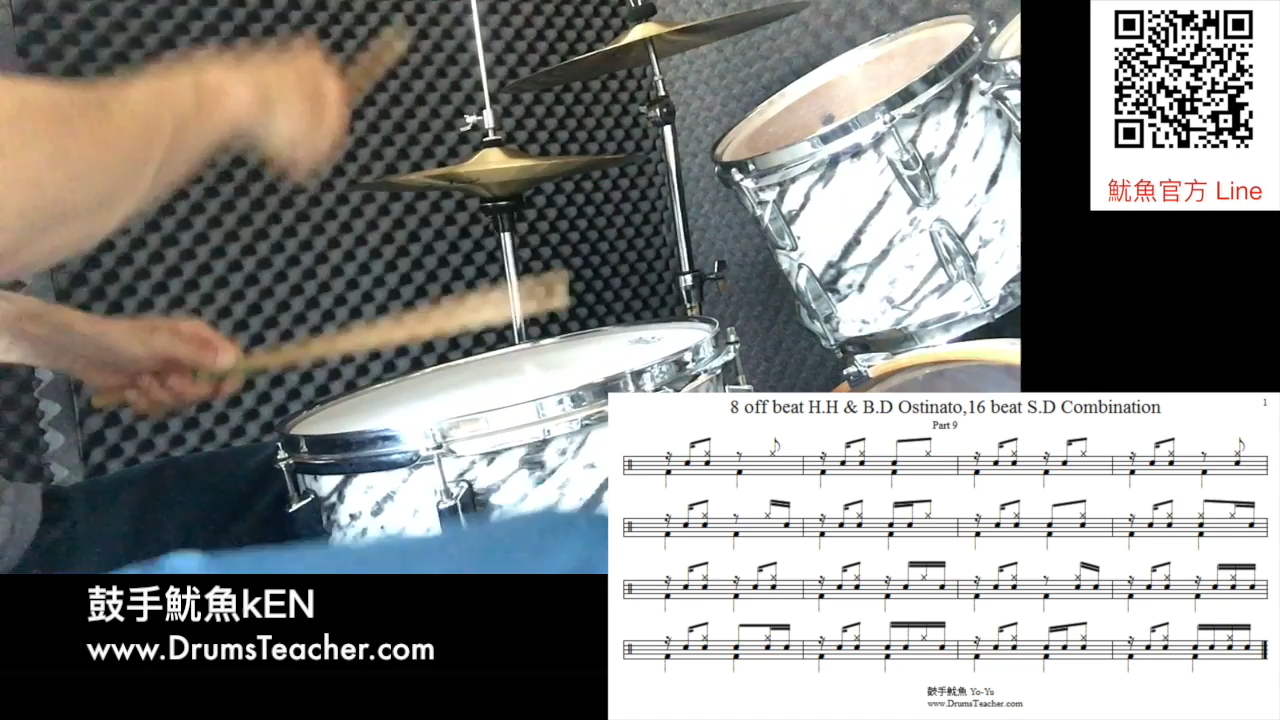 魷魚官方 Line
8 off beat H.H & B.D Ostinato,16 beat S.D Combination
1
Part 9
鼓手魷魚kEN
www.DrumsTeacher.com
鼓手魷魚 Yo-Yu
www.DrumsTeacher.com